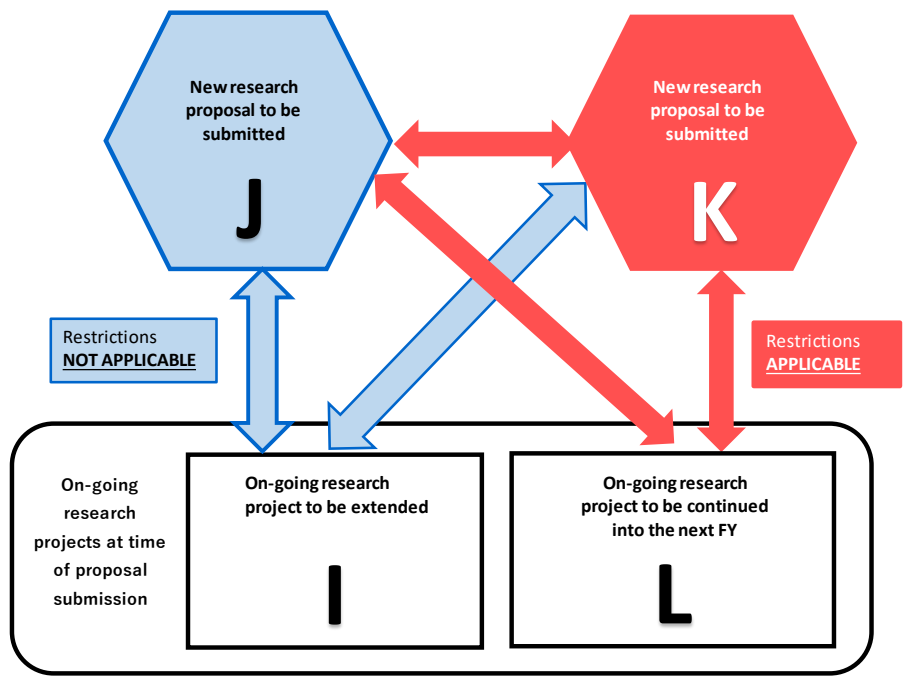 New research
proposal to be
submitted
J
New research
proposal to be
submitted
K
Restrictions
NOT APPLICABLE
Restrictions
APPLICABLE
On-going
research
projects at time
of proposal
submission
On-going research
project to be extended
I
On-going research
project to be continued
into the next FY
L